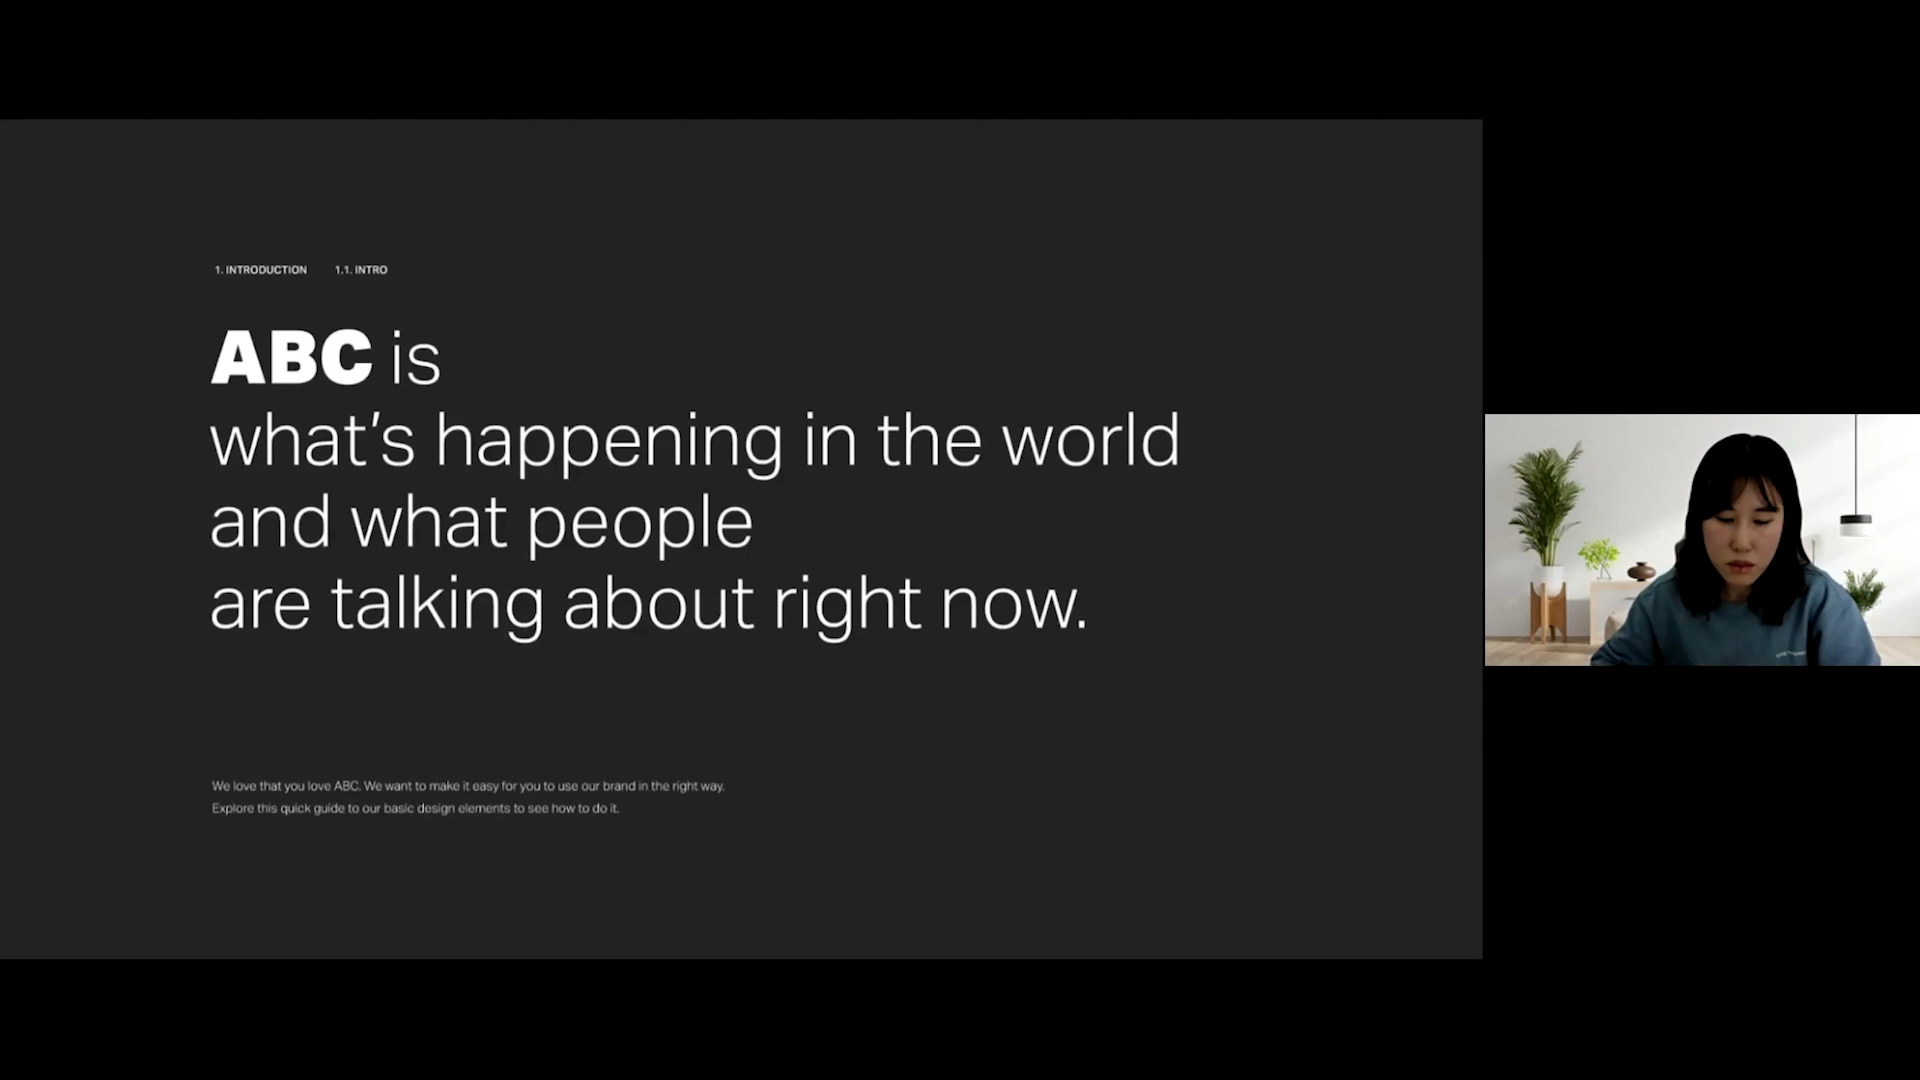 1. INTRODUCTION 1.1. INTRO
ABC is
what’s happening in the world
and what people
are talking about right now.
We love that you love ABC. We want to make it easy for you to use our brand in the right way.
Explore this quick guide to our basic design elements to see how to do it.